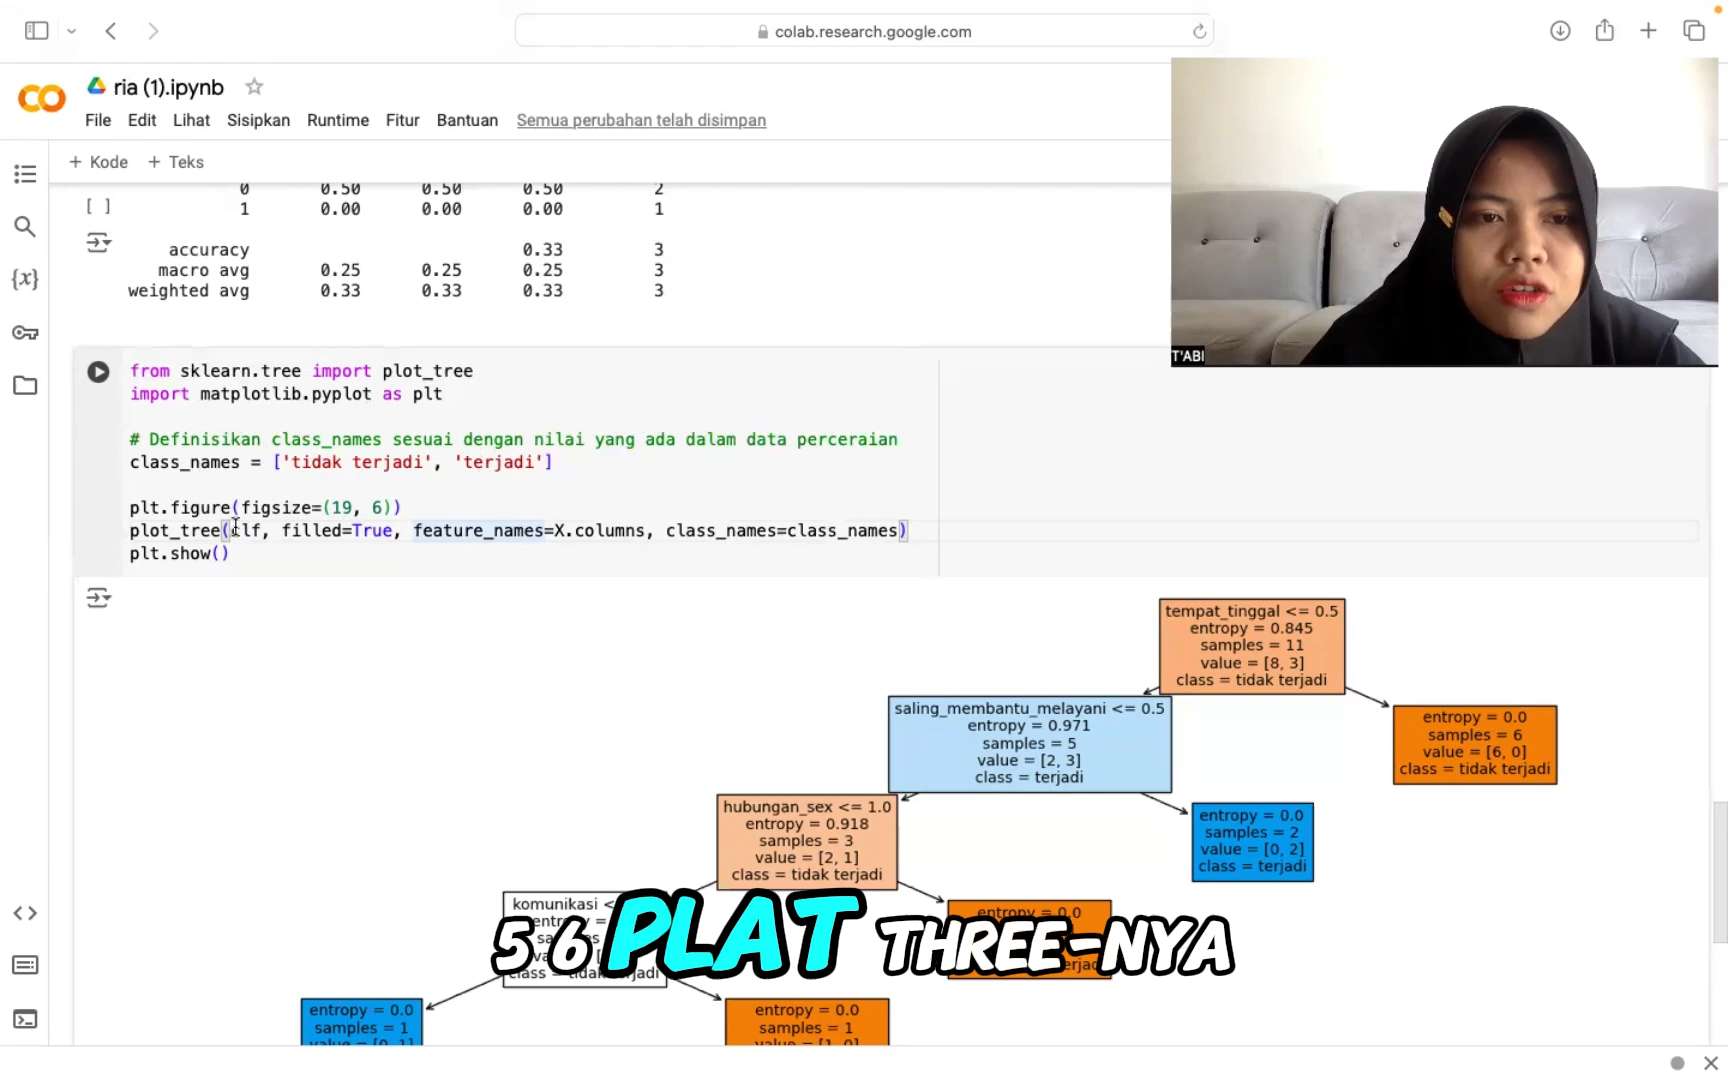 colab.research.google.com
ria (1).ipynb
File Edit Lihat Sisipkan Runtime Fitur Bantuan Semua perubahan telah disimpan
+ Kode + Teks
0 0.50 0.50 0.50 2
[ ] 1 0.00 0.00 0.00 1
accuracy 0.33 3
macro avg 0.25 0.25 0.25 3
weighted avg 0.33 0.33 0.33 3
T'ABI
from sklearn.tree import plot_tree
import matplotlib.pyplot as plt
# Definisikan class_names sesuai dengan nilai yang ada dalam data perceraian
class_names = ['tidak terjadi', 'terjadi']
plt.figure(figsize=(19, 6))
plot_tree(clf, filled=True, feature_names=X.columns, class_names=class_names)
plt.show()
tempat_tinggal <= 0.5
entropy = 0.845
samples = 11
value = [8, 3]
class = tidak terjadi
saling_membantu_melayani <= 0.5
entropy = 0.971
samples = 5
value = [2, 3]
class = terjadi
entropy = 0.0
samples = 6
value = [6, 0]
class = tidak terjadi
hubungan_sex <= 1.0
entropy = 0.918
samples = 3
value = [2, 1]
class = tidak terjadi
entropy = 0.0
samples = 2
value = [0, 2]
class = terjadi
komunikasi <
class = tidak terjadi
entropy = 0.0
5 6 PLAT THREE-NYA
entropy = 0.0
samples = 1
value = [0, 1]
entropy = 0.0
samples = 1
value = [1, 0]